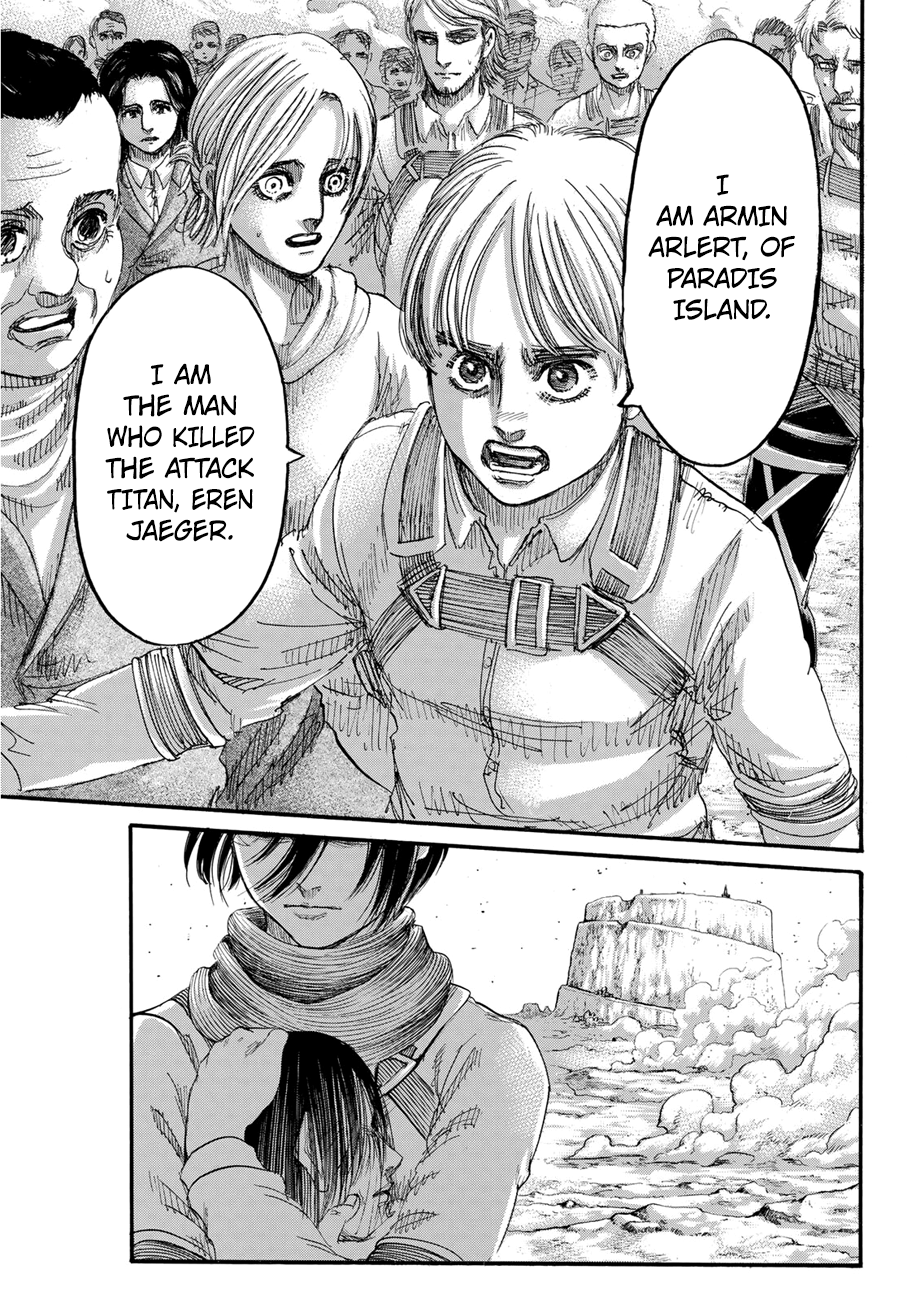 I
AM ARMIN
ARLERT, OF
PARADIS
ISLAND.
I AM
THE MAN
WHO KILLED
THE ATTACK
TITAN, EREN
JAEGER.